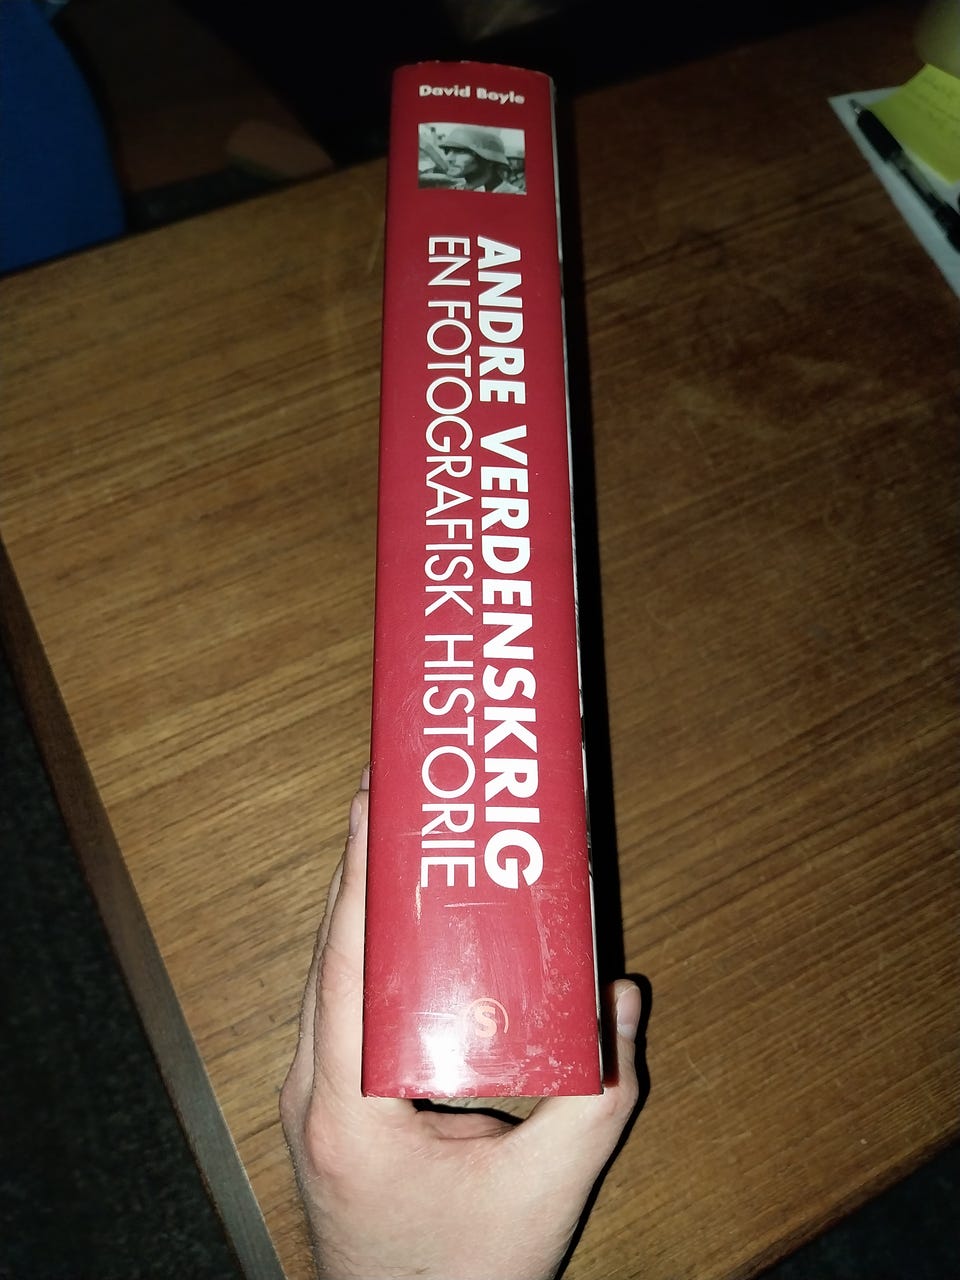 David Boyle
ANDRE VERDENSKRIG
EN FOTOGRAFISK HISTORIE
S